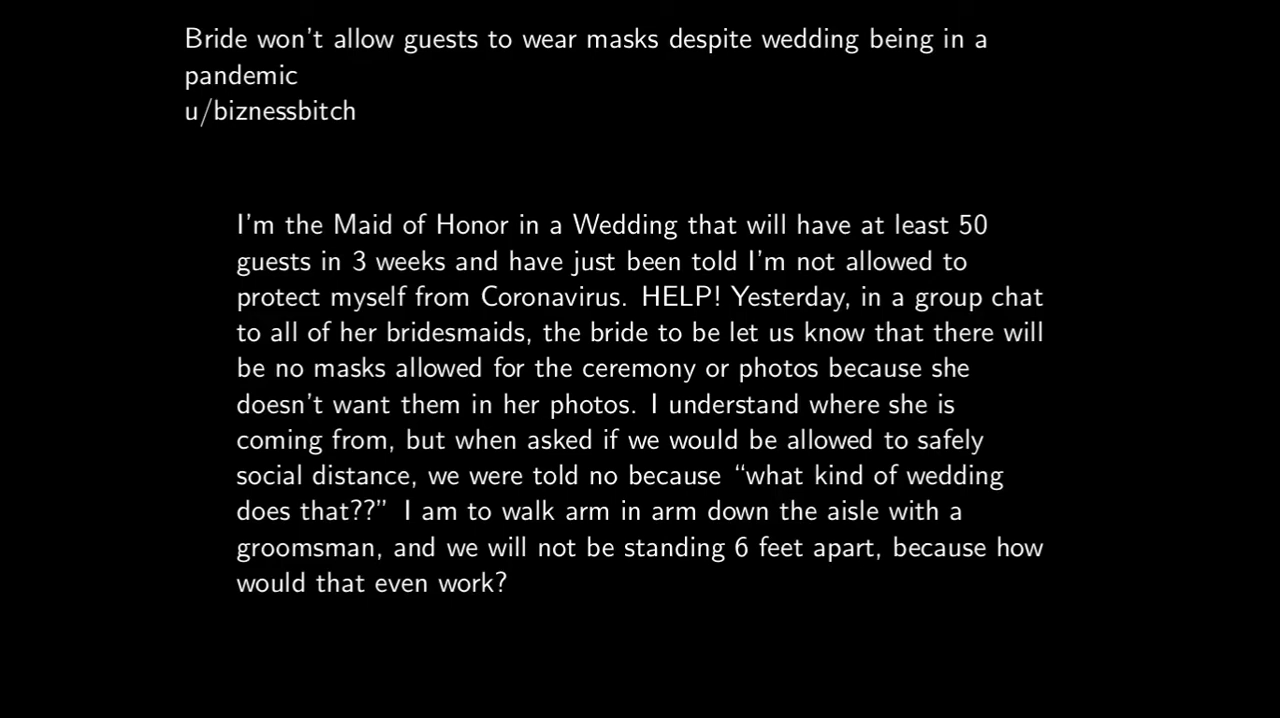 Bride won't allow guests to wear masks despite wedding being in a
pandemic
u/biznessbitch
I'm the Maid of Honor in a Wedding that will have at least 50
guests in 3 weeks and have just been told I'm not allowed to
protect myself from Coronavirus. HELP! Yesterday, in a group chat
to all of her bridesmaids, the bride to be let us know that there will
be no masks allowed for the ceremony or photos because she
doesn't want them in her photos. I understand where she is
coming from, but when asked if we would be allowed to safely
social distance, we were told no because “what kind of wedding
does that??” I am to walk arm in arm down the aisle with a
groomsman, and we will not be standing 6 feet apart, because how
would that even work?